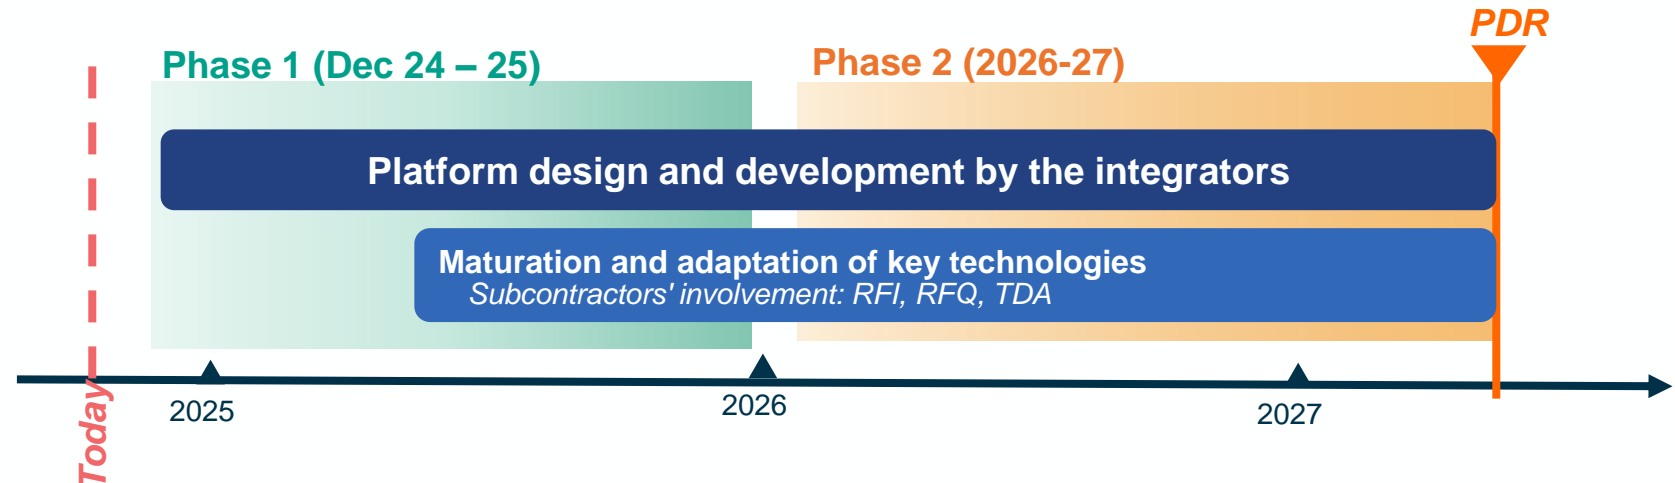 PDR
Phase 1 (Dec 24 – 25)
Phase 2 (2026-27)
Platform design and development by the integrators
Maturation and adaptation of key technologies
Subcontractors' involvement: RFI, RFQ, TDA
2025
2026
2027
Today